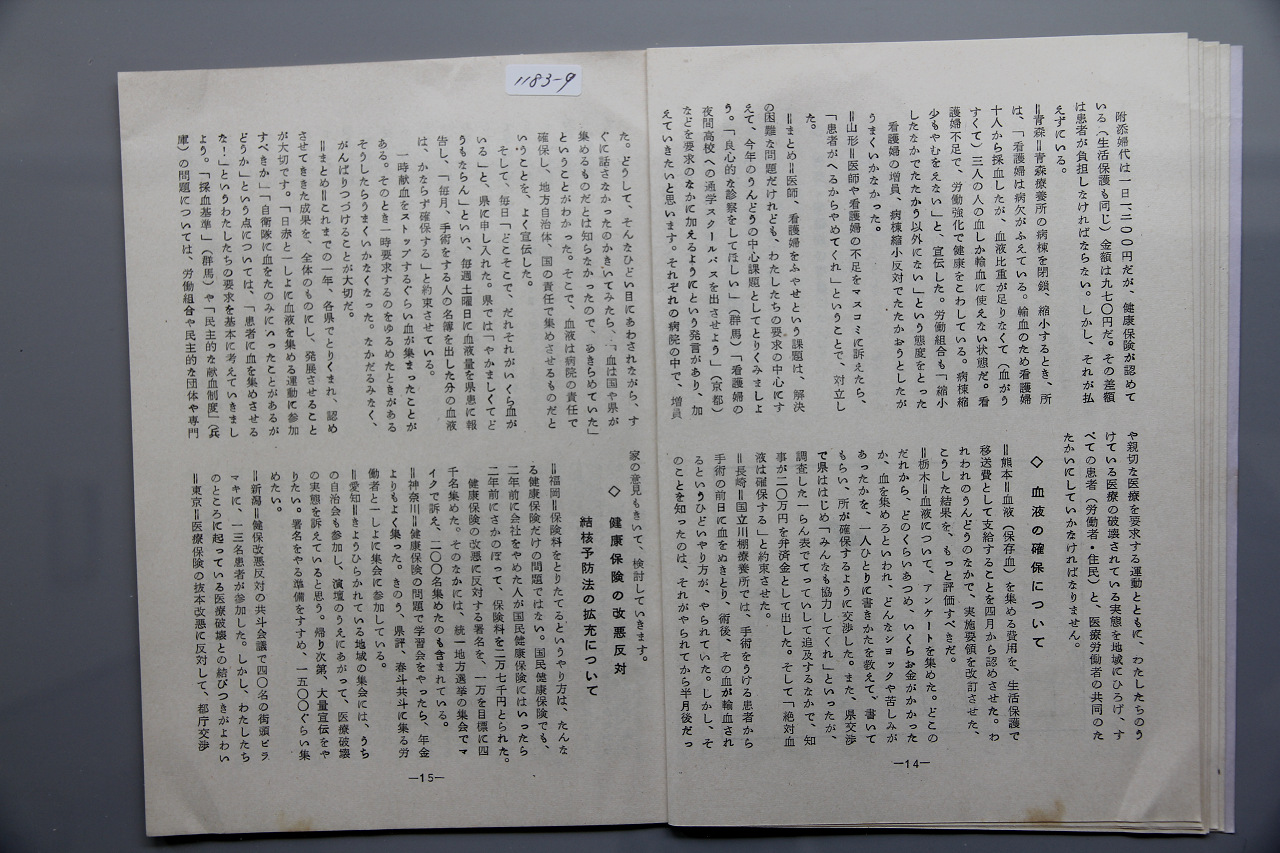 1183-9
附添婦代は一日一二〇〇円だが、健康保険が認めて
いる（生活保護も同じ）金額は九七〇円だ。その差額
は患者が負担しなければならない。しかし、それが払
えずにいる。
＝青森＝青森療養所の病棟を閉鎖、縮小するとき、所
は、「看護婦は病欠がふえている。輸血のため看護婦
十人から採血したが、血液比重が足りなくて（血がう
すくて）三人の人の血しか輸血に使えない状態だ。看
護婦不足で、労働強化で健康をこわしている。病棟縮
少もやむをえない」と、宣伝した。労働組合も「縮小
したなかでたたかう以外にない」という態度をとった
看護婦の増員、病棟縮小反対でたたかおうとしたが
うまくいかなかった。
＝山形＝医師や看護婦の不足をマスコミに訴えたら、
「患者がへるからやめてくれ」ということで、対立し
た。
＝まとめ＝医師、看護婦をふやせという課題は、解決
の困難な問題だけれども、わたしたちの要求の中心にす
えて、今年のうんどうの中心課題としてとりくみましょ
う。「良心的な診察をしてほしい」（群馬）「看護婦の
夜間高校への通学スクールバスを出させよう」（京都）
などを要求のなかに加えるようにという発言があり、加
えていきたいと思います。それぞれの病院の中で、増員
や親切な医療を要求する運動とともに、わたしたちのう
けている医療の破壊されている実態を地域にひろげ、す
べての患者（労働者・住民）と、医療労働者の共同のた
たかいにしていかなければなりません。
◇ 血液の確保について
＝熊本＝血液（保存血）を集める費用を、生活保護で
移送費として支給することを四月から認めさせた。わ
れわれのうんどうのなかで、実施要領を改訂させた、
こうした結果を、もっと評価すべきだ。
＝栃木＝血液について、アンケートを集めた。どこの
だれから、どのくらいあつめ、いくらお金がかかった
か、血を集めろといわれ、どんなショックや苦しみが
あったかを、一人ひとりに書きかたを教えて、書いて
もらい、所が確保するように交渉した。また、県交渉
で県ははじめ「みんなも協力してくれ」といったが、
調査した一らん表でてっていして追及するなかで、知
事が二〇万円を弁済金として出した。そして「絶対血
液は確保する」と約束させた。
＝長崎＝国立川棚療養所では、手術をうける患者から
手術の前日に血をぬきとり、術後、その血が輸血され
るというひどいやり方が、やられていた。しかし、そ
のことを知ったのは、それがやられてから半月後だっ
—14—
た。どうして、そんなひどい目にあわされながら、す
ぐに話さなかったのかきいてみたら、「血は国や県が
集めるものだとは知らなかったので、あきらめていた」
ということがわかった。そこで、血液は病院の責任で
確保し、地方自治体、国の責任で集めさせるものだと
いうことを、よく宣伝した。
そして、毎日「どこそこで、だれそれがいくら血が
いる」と、県に申し入れた。県では「やかましくてど
うもならん」といい、毎週土曜日に血液量を県患に報
告し、「毎月、手術をする人の名簿を出した分の血液
は、かならず確保する」と約束させている。
一時献血をストップするぐらい血が集まったことが
ある。そのとき一時要求するのをゆるめたときがある
そうしたらうまくいかなくなった。なかだるみなく、
がんばりつづけることが大切だ。
＝まとめ＝これまでの一年、各県でとりくまれ、認め
させてききた成果を、全体のものにし、発展させること
が大切です。「日赤と一しょに血液を集める運動に参加
すべきか」「自衛隊に血をたのみにいったことがあるが
どうか」という点については、「患者に血を集めさせる
な！」というわたしたちの要求を基本に考えていきまし
よう。「採血基準」」（群馬）や「民主的な献血制度」（兵
庫）の問題については、労働組合や民主的な団体や専門
家の意見もきいて、検討していきます。
◇ 健康保険の改悪反対
結核予防法の拡充について
＝福岡＝保険料をとりたてるというやり方は、たんな
る健康保険だけの問題ではない。国民健康保険でも、
二年前に会社をやめた人が国民健康保険にはいったら
二年前にさかのぼって、保険料を二万七千円とられた。
健康保険の改悪に反対する署名を、一万を目標に四
千名集めた。そのなかには、統一地方選挙の集会でマ
イクで訴え、二〇〇名集めたのも含まれている。
＝神奈川＝健康保険の問題で学習会をやったら、年金
よりもよく集った。きのう、県評、春斗共斗に集る労
働者と一しょに集会に参加している。
＝愛知＝きようひらかれている地域の集会には、うち
の自治会も参加し、演壇のうえにあがって、医療破壊
の実態を訴えていると思う。帰り次第、大量宣伝をや
りたい。署名をやる準備をすすめ、一五〇〇ぐらい集
めたい。
＝新潟＝健保改悪反対の共斗会議で四〇名の街頭ビラ
マキに、一三名患者が参加した。しかし、わたしたち
のところに起っている医療破壊との結びつきがよわい
＝東京＝医療保険の抜本改悪に反対して、都庁交渉
—15—